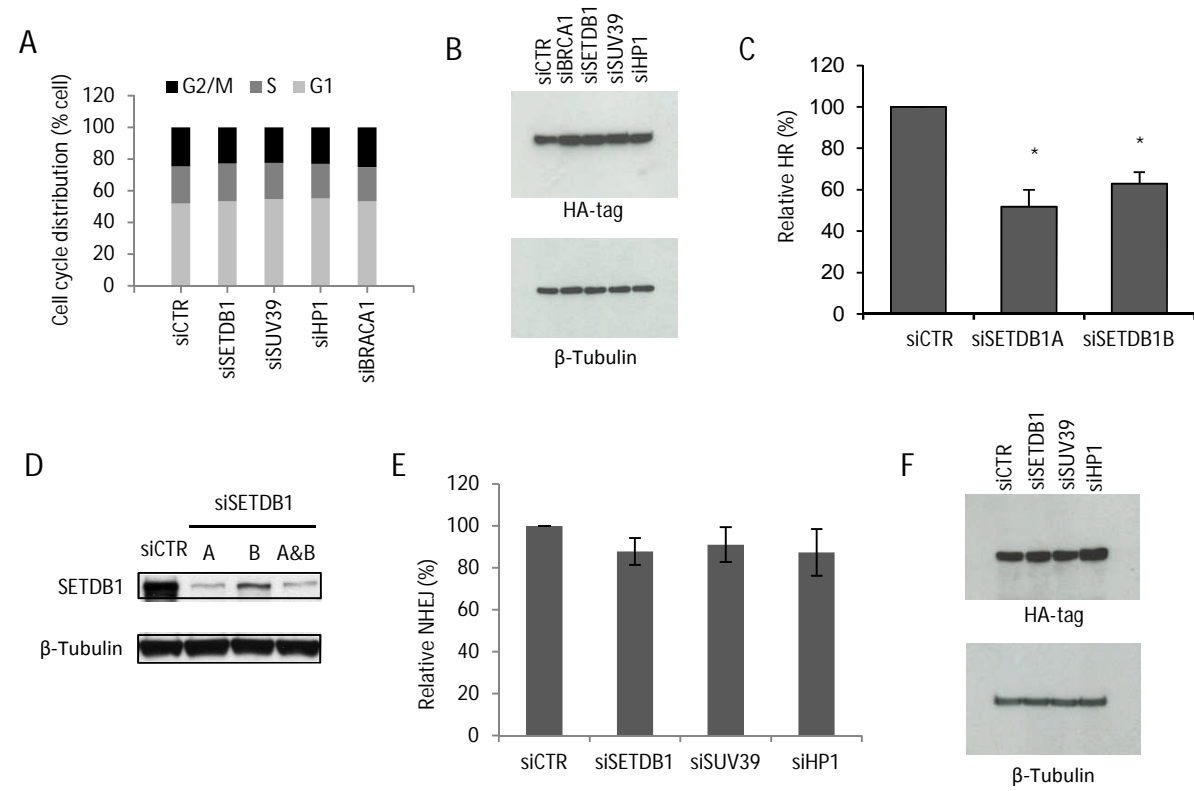 A
G2/M S G1
Cell cycle distribution (% cell)
120
100
80
60
40
20
0
siCTR
siSETDB1
siSUV39
siHP1
siBRACA1
B
siCTR
siBRCA1
siSETDB1
siSUV39
siHP1
HA-tag
β-Tubulin
C
Relative HR (%)
120
100
80
60
40
20
0
*
*
siCTR siSETDB1A siSETDB1B
D
siSETDB1
siCTR A B A&B
SETDB1
β-Tubulin
E
Relative NHEJ (%)
120
100
80
60
40
20
0
siCTR siSETDB1 siSUV39 siHP1
F
siCTR
siSETDB1
siSUV39
siHP1
HA-tag
β-Tubulin